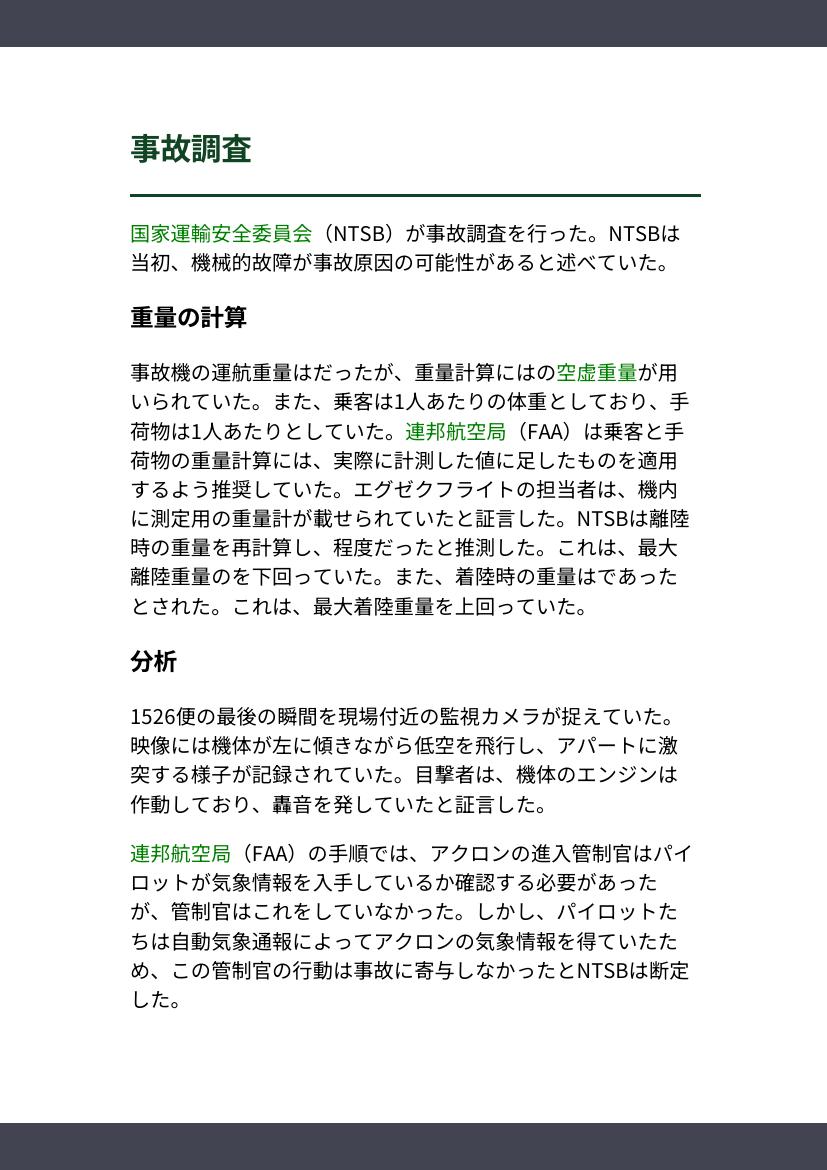 事故調査
国家運輸安全委員会（NTSB）が事故調査を行った。NTSBは
当初、機械的故障が事故原因の可能性があると述べていた。
重量の計算
事故機の運航重量はだったが、重量計算にはの空虚重量が用
いられていた。また、乗客は1人あたりの体重としており、手
荷物は1人あたりとしていた。連邦航空局（FAA）は乗客と手
荷物の重量計算には、実際に計測した値に足したものを適用
するよう推奨していた。エグゼクフライトの担当者は、機内
に測定用の重量計が載せられていたと証言した。NTSBは離陸
時の重量を再計算し、程度だったと推測した。これは、最大
離陸重量のを下回っていた。また、着陸時の重量はであった
とされた。これは、最大着陸重量を上回っていた。
分析
1526便の最後の瞬間を現場付近の監視カメラが捉えていた。
映像には機体が左に傾きながら低空を飛行し、アパートに激
突する様子が記録されていた。目撃者は、機体のエンジンは
作動しており、轟音を発していたと証言した。
連邦航空局（FAA）の手順では、アクロンの進入管制官はパイ
ロットが気象情報を入手しているか確認する必要があった
が、管制官はこれをしていなかった。しかし、パイロットた
ちは自動気象通報によってアクロンの気象情報を得ていたた
め、この管制官の行動は事故に寄与しなかったとNTSBは断定
した。